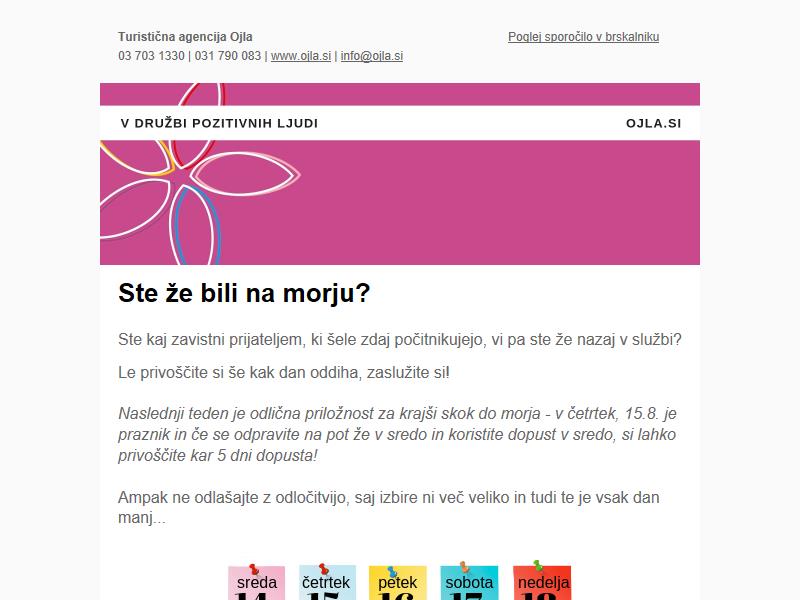 Turistična agencija Ojla
Poglej sporočilo v brskalniku
03 703 1330 | 031 790 083 | www.ojla.si | info@ojla.si
V DRUŽBI POZITIVNIH LJUDI
OJLA.SI
Ste že bili na morju?
Ste kaj zavistni prijateljem, ki šele zdaj počitnikujejo, vi pa ste že nazaj v službi?
Le privoščite si še kak dan oddiha, zaslužite si!
Naslednji teden je odlična priložnost za krajši skok do morja - v četrtek, 15.8. je
praznik in če se odpravite na pot že v sredo in koristite dopust v sredo, si lahko
privoščite kar 5 dni dopusta!
Ampak ne odlašajte z odločitvijo, saj izbire ni več veliko in tudi te je vsak dan
manj...
sreda četrtek petek sobota nedelja
14 15 16 17 18